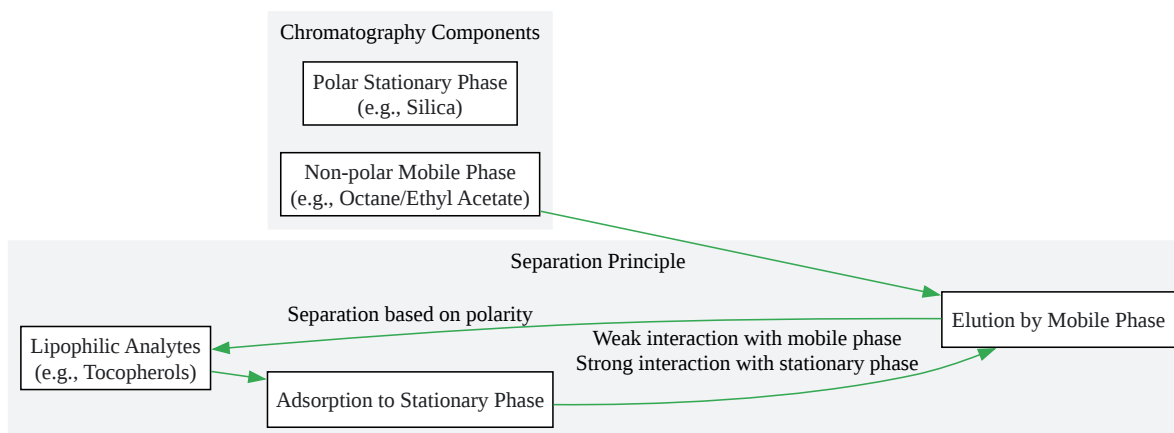 Chromatography Components
Polar Stationary Phase
(e.g., Silica)
Non-polar Mobile Phase
(e.g., Octane/Ethyl Acetate)
Separation Principle
Separation based on polarity
Elution by Mobile Phase
Weak interaction with mobile phase
Strong interaction with stationary phase
Lipophilic Analytes
(e.g., Tocopherols)
Adsorption to Stationary Phase